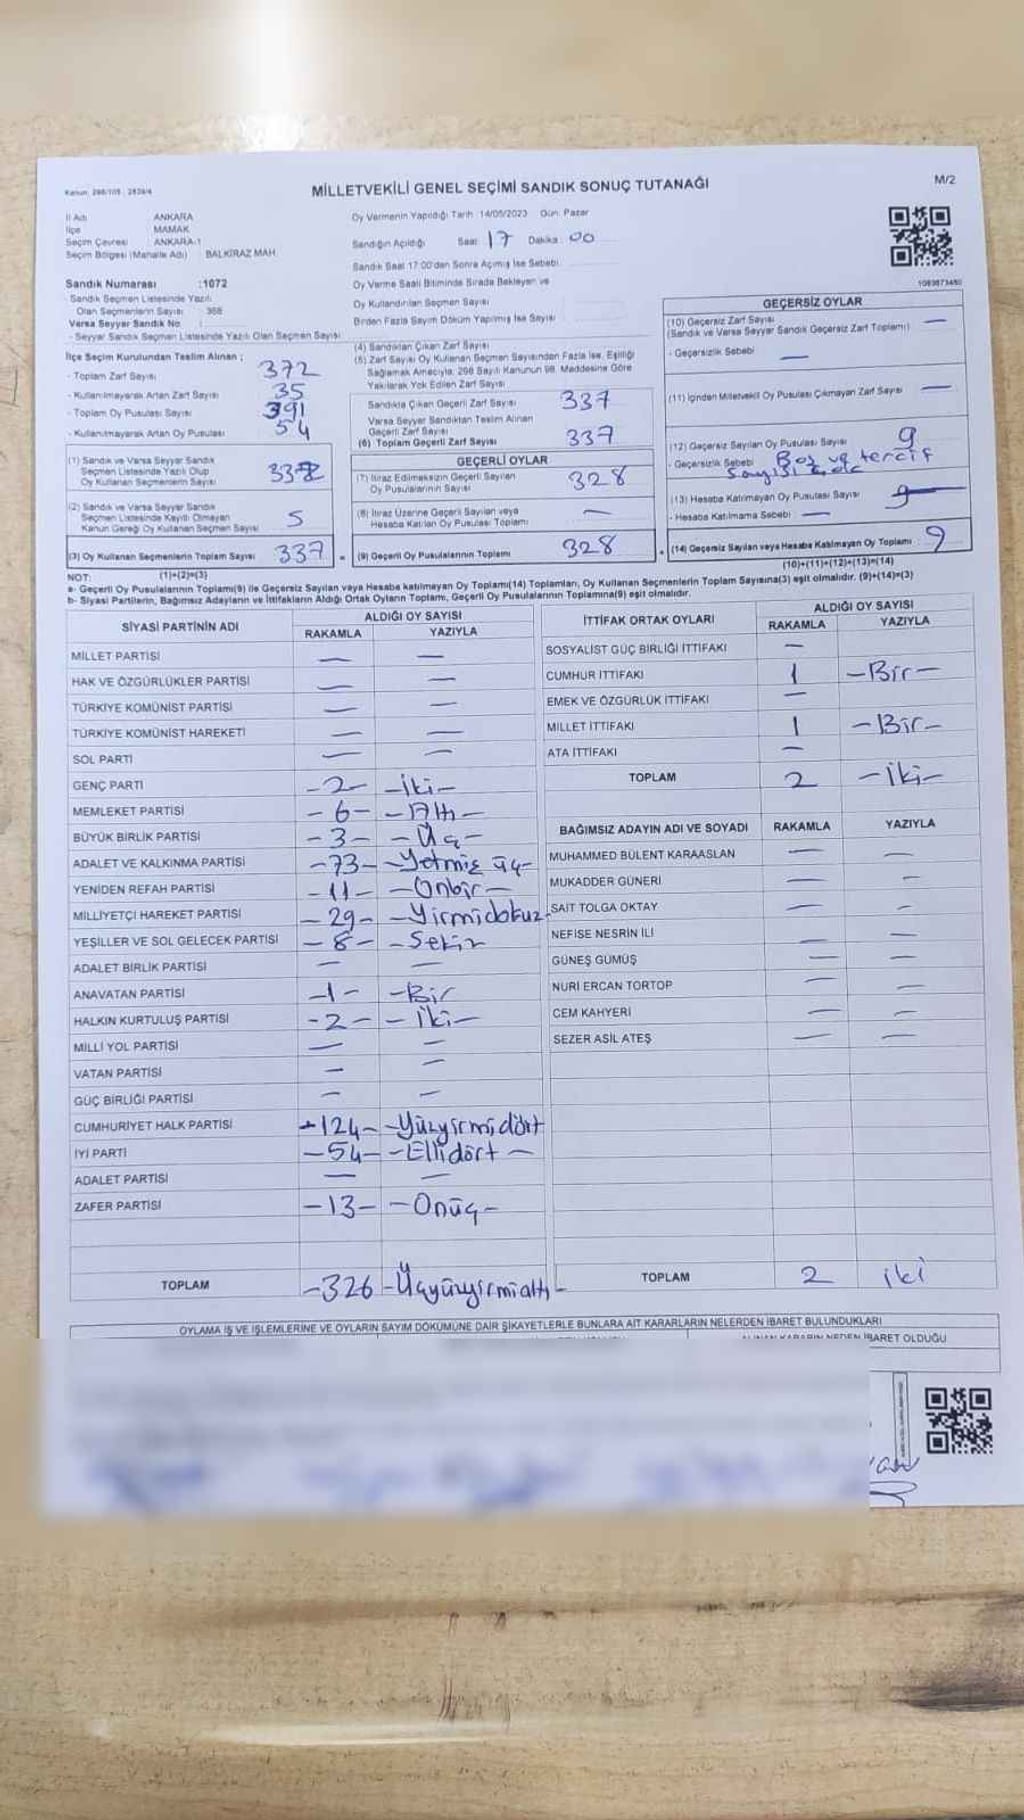 Kanun: 298/105 ; 2839/4
MİLLETVEKİLİ GENEL SEÇİMİ SANDIK SONUÇ TUTANAĞI
M/2
İl Adı : ANKARA
İlçe : MAMAK
Seçim Çevresi : ANKARA-1
Seçim Bölgesi (Mahalle Adı) : BALKİRAZ MAH.
Oy Vermenin Yapıldığı Tarih :14/05/2023 Gün: Pazar
Sandığın Açıldığı Saat : 17 Dakika : 00
Sandık Saat 17:00'den Sonra Açılmış İse Sebebi:
Oy Verme Saati Bitiminde Sırada Bekleyen ve
Oy Kullandırılan Seçmen Sayısı
Birden Fazla Sayım Döküm Yapılmış İse Sayısı
Sandık Numarası :1072
- Sandık Seçmen Listesinde Yazılı
Olan Seçmenlerin Sayısı : 368
Varsa Seyyar Sandık No :
- Seyyar Sandık Seçmen Listesinde Yazılı Olan Seçmen Sayısı
İlçe Seçim Kurulundan Teslim Alınan ;
- Toplam Zarf Sayısı 372
- Kullanılmayarak Artan Zarf Sayısı 35
- Toplam Oy Pusulası Sayısı 391
- Kullanılmayarak Artan Oy Pusulası 54
(1) Sandık ve Varsa Seyyar Sandık
Seçmen Listesinde Yazılı Olup
Oy Kullanan Seçmenlerin Sayısı 332
(2) Sandık ve Varsa Seyyar Sandık
Seçmen Listesinde Kayıtlı Olmayan
Kanun Gereği Oy Kullanan Seçmen Sayısı 5
(3) Oy Kullanan Seçmenlerin Toplam Sayısı 337
(1)+(2)=(3)
(4) Sandıktan Çıkan Zarf Sayısı
(5) Zarf Sayısı Oy Kullanan Seçmen Sayısından Fazla İse, Eşitliği
Sağlamak Amacıyla, 298 Sayılı Kanunun 98. Maddesine Göre
Yakılarak Yok Edilen Zarf Sayısı
Sandıkta Çıkan Geçerli Zarf Sayısı 337
Varsa Seyyar Sandıktan Teslim Alınan
Geçerli Zarf Sayısı
(6) Toplam Geçerli Zarf Sayısı 337
GEÇERLİ OYLAR
(7) İtiraz Edilmeksizin Geçerli Sayılan
Oy Pusulalarının Sayısı 328
(8) İtiraz Üzerine Geçerli Sayılan veya
Hesaba Katılan Oy Pusulası Toplamı —
= (9) Geçerli Oy Pusulalarının Toplamı 328
1083873450
GEÇERSİZ OYLAR
(10) Geçersiz Zarf Sayısı —
(Sandık ve Varsa Seyyar Sandık Geçersiz Zarf Toplamı)
- Geçersizlik Sebebi —
(11) İçinden Milletvekili Oy Pusulası Çıkmayan Zarf Sayısı —
(12) Geçersiz Sayılan Oy Pusulası Sayısı 9
- Geçersizlik Sebebi Boş ve tercif
sayısı
(13) Hesaba Katılmayan Oy Pusulası Sayısı
- Hesaba Katılmama Sebebi —
+ (14) Geçersiz Sayılan veya Hesaba Katılmayan Oy Toplamı : 9
(10)+(11)+(12)+(13)=(14)
NOT:
a- Geçerli Oy Pusulalarının Toplamı(9) ile Geçersiz Sayılan veya Hesaba katılmayan Oy Toplamı(14) Toplamları, Oy Kullanan Seçmenlerin Toplam Sayısına(3) eşit olmalıdır. (9)+(14)=(3)
b- Siyasi Partilerin, Bağımsız Adayların ve İttifakların Aldığı Ortak Oyların Toplamı, Geçerli Oy Pusulalarının Toplamına(9) eşit olmalıdır.
SİYASİ PARTİNİN ADI ALDIĞI OY SAYISI
RAKAMLA YAZIYLA
MİLLET PARTİSİ — —
HAK VE ÖZGÜRLÜKLER PARTİSİ — —
TÜRKİYE KOMÜNİST PARTİSİ — —
TÜRKİYE KOMÜNİST HAREKETİ — —
SOL PARTİ — —
GENÇ PARTİ -2- -İki-
MEMLEKET PARTİSİ -6- -Altı-
BÜYÜK BİRLİK PARTİSİ -3- -Üç-
ADALET VE KALKINMA PARTİSİ -73- -Yetmiş üç-
YENİDEN REFAH PARTİSİ -11- -Onbir-
MİLLİYETÇİ HAREKET PARTİSİ -29- -Yirmidokuz-
YEŞİLLER VE SOL GELECEK PARTİSİ -8- -Sekiz
ADALET BİRLİK PARTİSİ — —
ANAVATAN PARTİSİ -1- -Bir
HALKIN KURTULUŞ PARTİSİ -2- -İki-
MİLLİ YOL PARTİSİ — —
VATAN PARTİSİ — —
GÜÇ BİRLİĞİ PARTİSİ — —
CUMHURİYET HALK PARTİSİ -124- -Yüzyirmidört
İYİ PARTİ -54- -Ellidört-
ADALET PARTİSİ — —
ZAFER PARTİSİ -13- -Onüç-
TOPLAM -326 -Üçyüzyirmialtı-
İTTİFAK ORTAK OYLARI ALDIĞI OY SAYISI
RAKAMLA YAZIYLA
SOSYALİST GÜÇ BİRLİĞİ İTTİFAKI —
CUMHUR İTTİFAKI 1 -Bir-
EMEK VE ÖZGÜRLÜK İTTİFAKI —
MİLLET İTTİFAKI 1 -Bir-
ATA İTTİFAKI —
TOPLAM 2 -İki-
BAĞIMSIZ ADAYIN ADI VE SOYADI RAKAMLA YAZIYLA
MUHAMMED BÜLENT KARAASLAN — —
MUKADDER GÜNERİ — —
SAİT TOLGA OKTAY — —
NEFİSE NESRİN İLİ — —
GÜNEŞ GÜMÜŞ — —
NURİ ERCAN TORTOP — —
CEM KAHYERİ — —
SEZER ASİL ATEŞ — —
TOPLAM 2 iki
OYLAMA İŞ VE İŞLEMLERİNE VE OYLARIN SAYIM DÖKÜMÜNE DAİR ŞİKAYETLERLE BUNLARA AİT KARARLARIN NELERDEN İBARET BULUNDUKLARI
ALINAN KARARIN NEDEN İBARET OLDUĞU